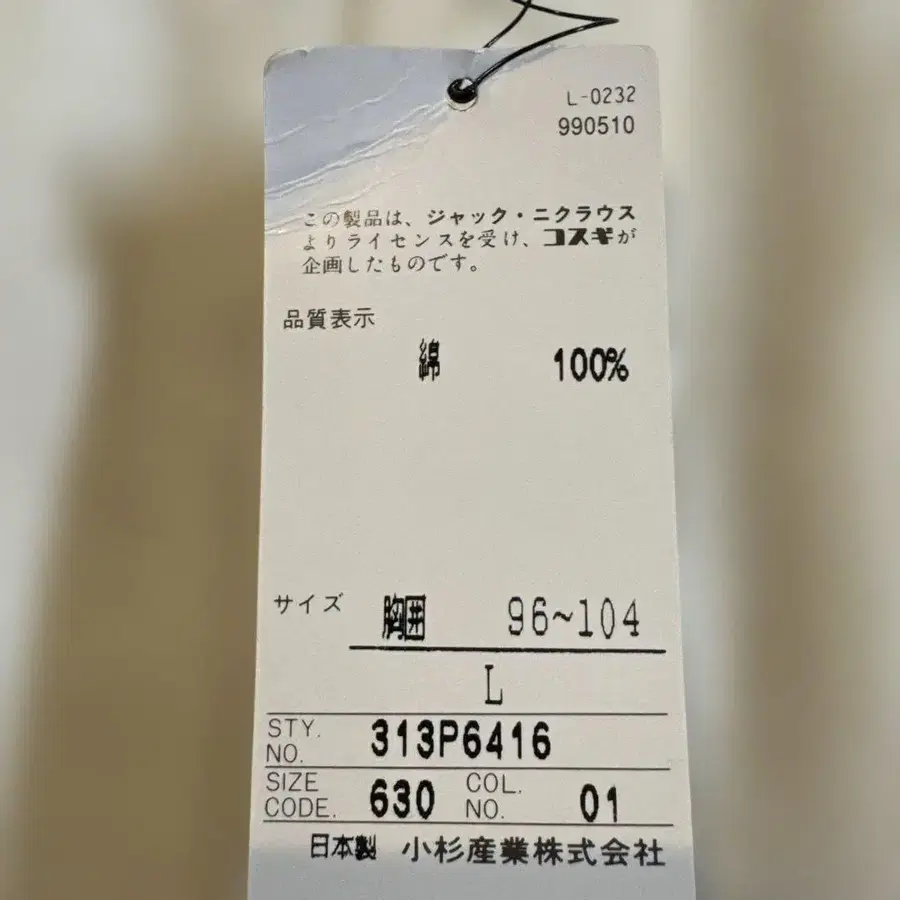 L-0232
990510
この製品は、ジャック・ニクラウス
よりライセンスを受け、コスギが
企画したものです。
品質表示
綿 100%
サイズ 胸囲 96~104
L
STY. NO. 313P6416
SIZE CODE. 630 COL. NO. 01
日本製 小杉産業株式会社